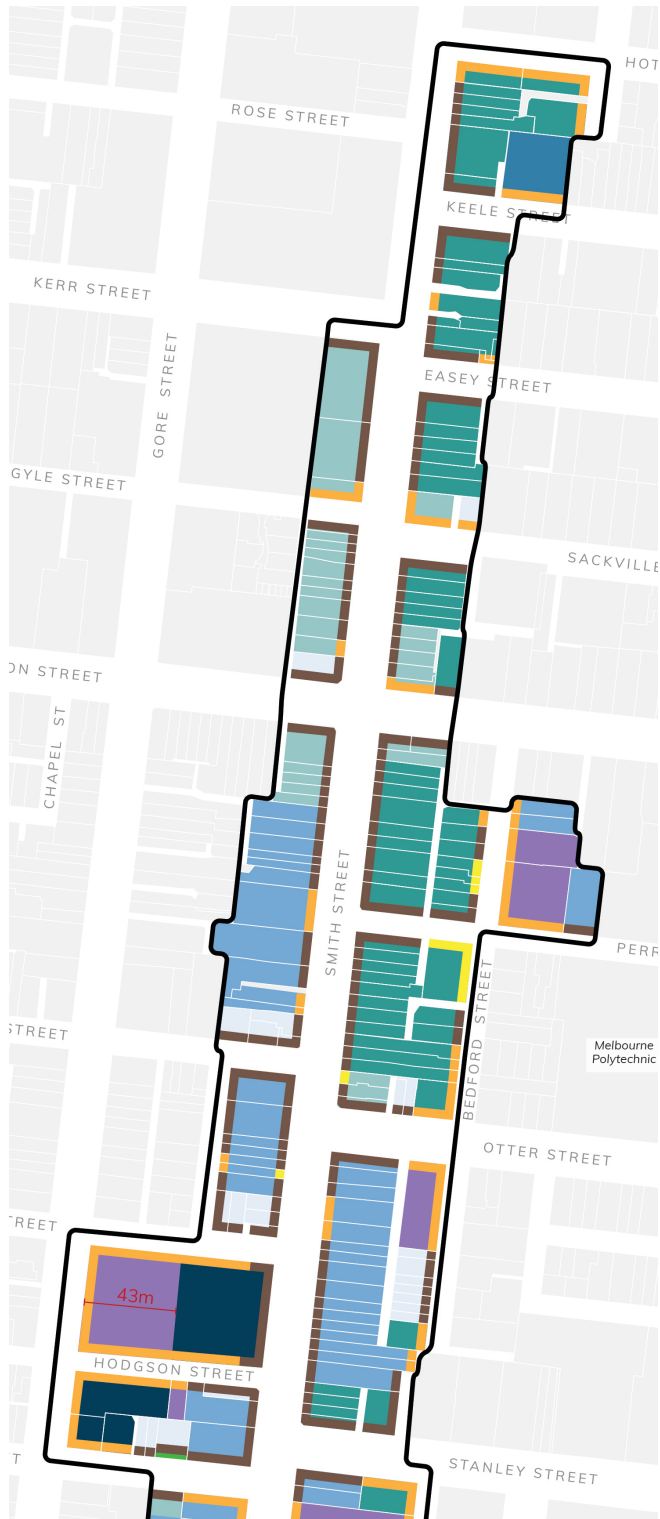 HOT
ROSE STREET
KEELE STREET
KERR STREET
GORE STREET
EASEY STREET
GYLE STREET
SACKVILLE
ON STREET
CHAPEL ST
SMITH STREET
PERR
BEDFORD STREET
STREET
Melbourne
Polytechnic
OTTER STREET
TREET
43m
HODGSON STREET
T
STANLEY STREET